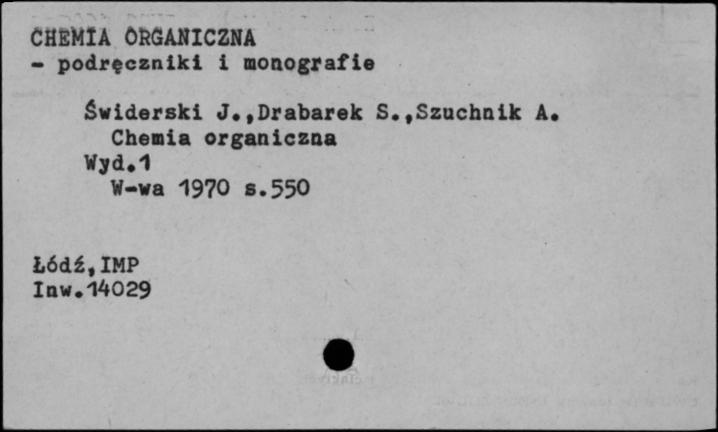 CHEMIA ORGANICZNA
- podręczniki i monografie
Świderski J.,Drabarek S.,Szuchnik A.
Chemia organiczna
Wyd.1
W-wa 1970 s.550
Łódź,IMP
Inw.14029